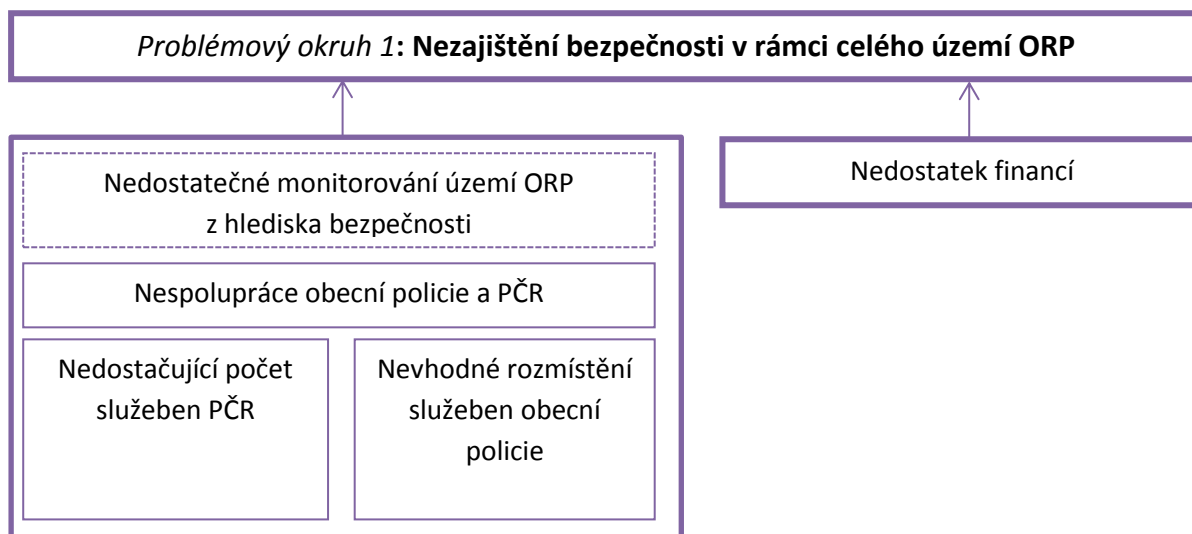 Problémový okruh 1: Nezajištění bezpečnosti v rámci celého území ORP
Nedostatečné monitorování území ORP
z hlediska bezpečnosti
Nedostatek financí
Nespolupráce obecní policie a PČR
Nedostačující počet
služeben PČR
Nevhodné rozmístění
služeben obecní
policie